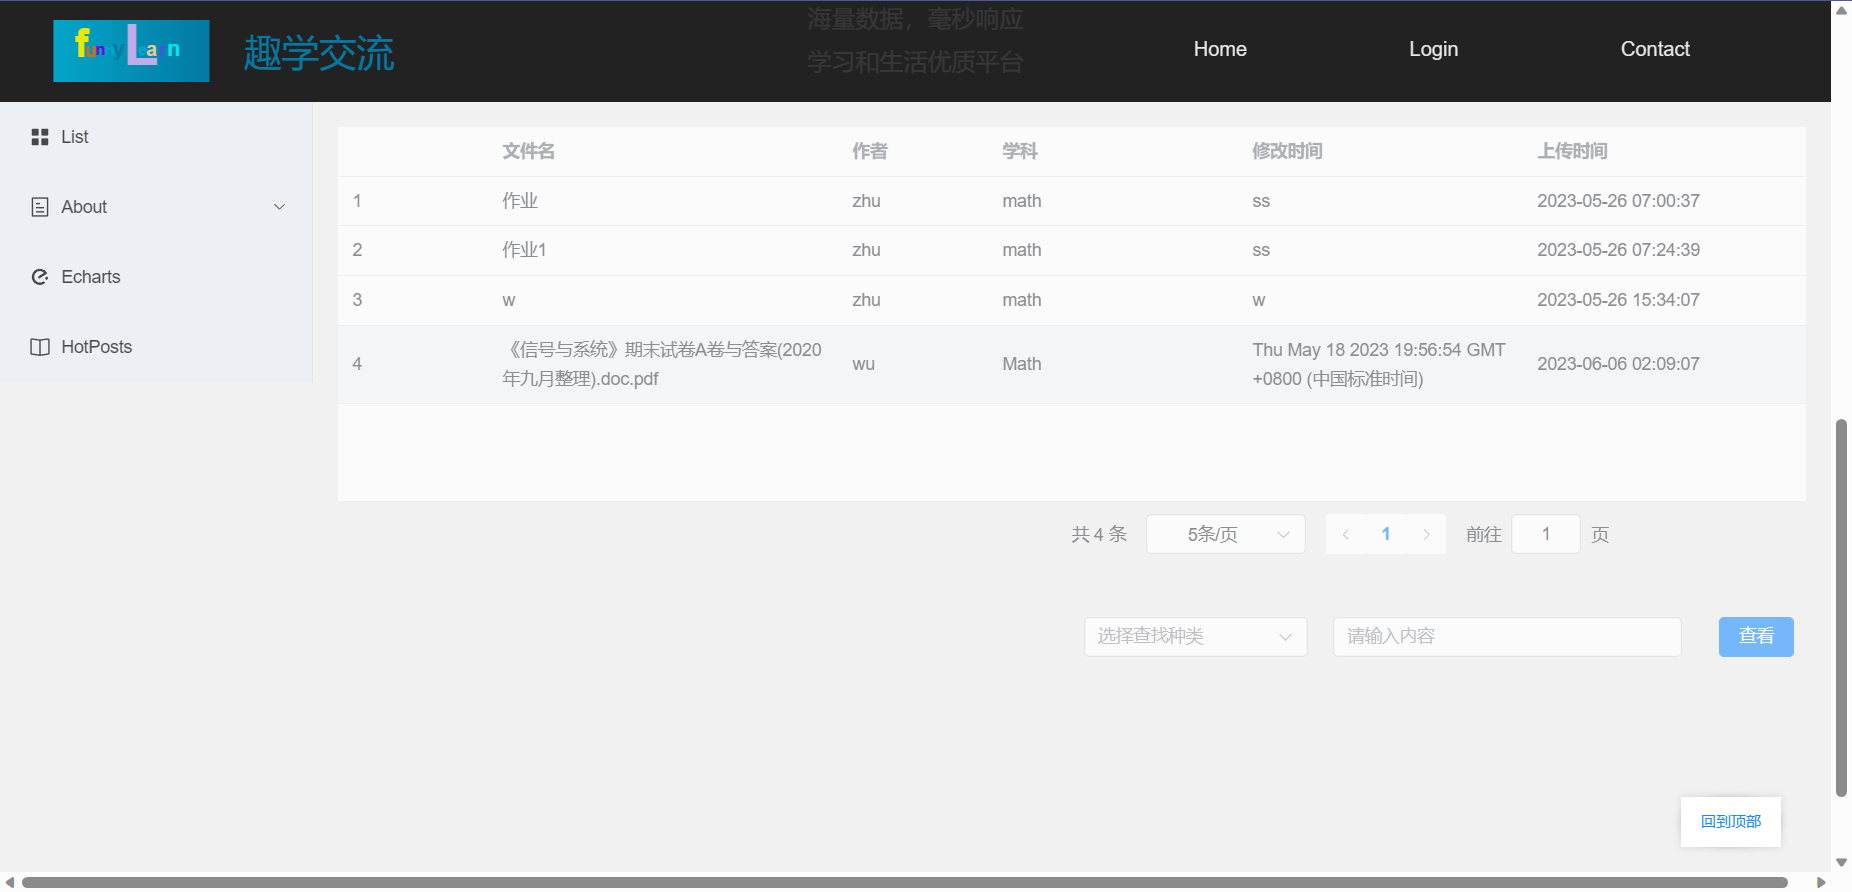 海量数据，毫秒响应
funny Learn 趣学交流 Home Login Contact
学习和生活优质平台
List
About
Echarts
HotPosts
文件名 作者 学科 修改时间 上传时间
1 作业 zhu math ss 2023-05-26 07:00:37
2 作业1 zhu math ss 2023-05-26 07:24:39
3 w zhu math w 2023-05-26 15:34:07
4 《信号与系统》期末试卷A卷与答案(2020 wu Math Thu May 18 2023 19:56:54 GMT 2023-06-06 02:09:07
年九月整理).doc.pdf +0800 (中国标准时间)
共 4 条 5条/页 1 前往 1 页
选择查找种类 请输入内容 查看
回到顶部